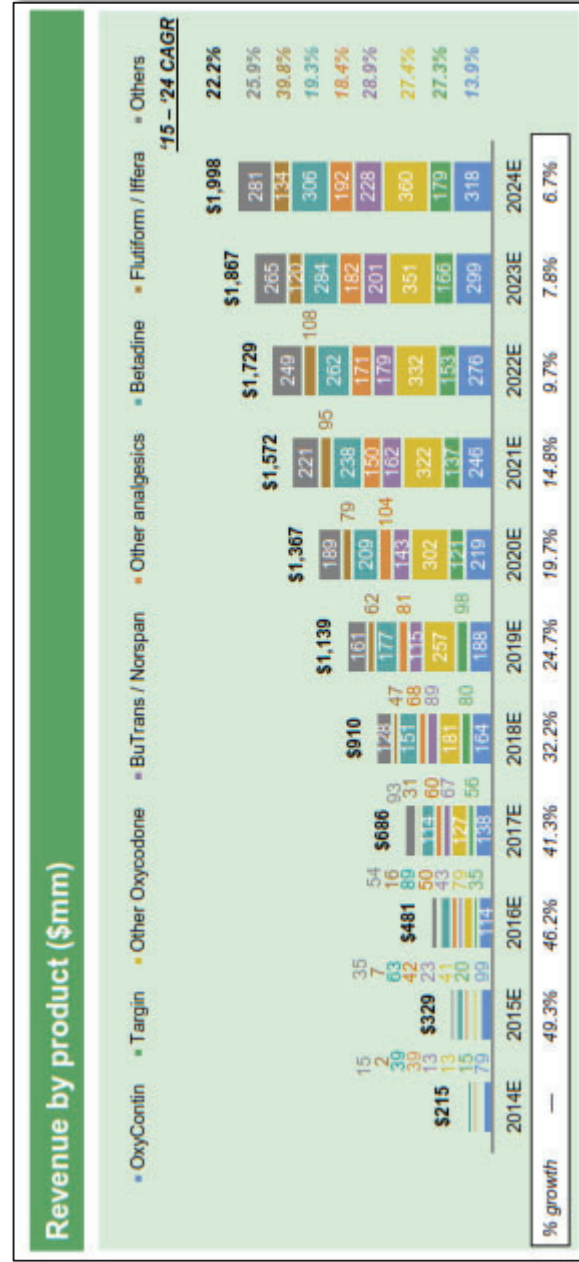 Revenue by product ($mm)
OxyContin Targin Other Oxycodone BuTrans / Norspan Other analgesics Betadine Flutiform / Iffera Others
'15 – '24 CAGR
$215 $329 $481 $686 $910 $1,139 $1,367 $1,572 $1,729 $1,867 $1,998 22.2%
15 35 54 93 128 161 189 221 249 265 281 25.9%
2 7 16 31 47 62 79 95 108 120 134 39.8%
39 63 89 114 151 177 209 238 262 284 306 19.3%
39 42 50 60 68 81 104 150 171 182 192 18.4%
13 23 43 67 89 115 143 162 179 201 228 28.9%
13 41 79 127 181 257 302 322 332 351 360 27.4%
15 20 35 56 80 98 121 137 153 166 179 27.3%
79 99 114 138 164 188 219 246 276 299 318 13.9%
2014E 2015E 2016E 2017E 2018E 2019E 2020E 2021E 2022E 2023E 2024E
% growth — 49.3% 46.2% 41.3% 32.2% 24.7% 19.7% 14.8% 9.7% 7.8% 6.7%